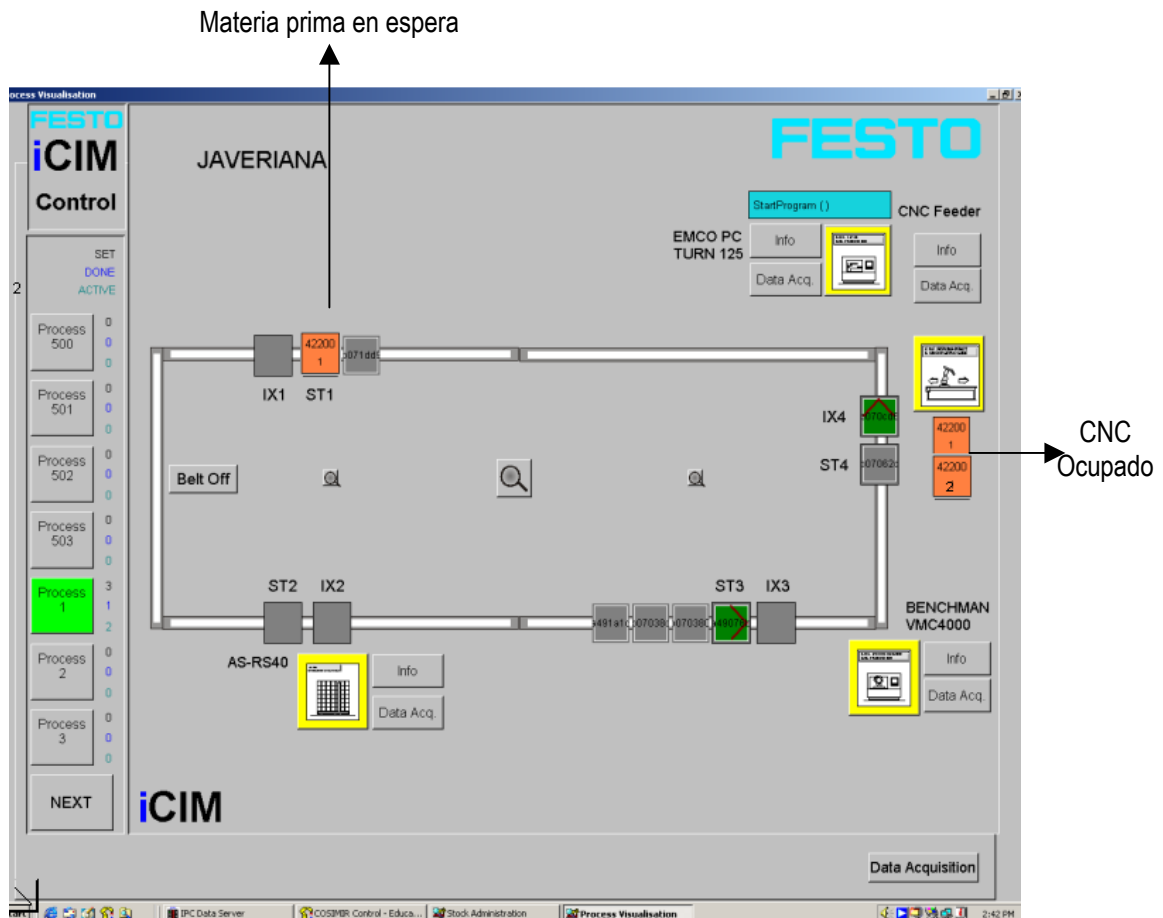 Materia prima en espera
ocess Visualisation
FESTO
iCIM
Control
SET
DONE
ACTIVE
2
Process
500
0
0
0
Process
501
0
0
0
Process
502
0
0
0
Process
503
0
0
0
Process
1
3
1
2
Process
2
0
0
0
Process
3
0
0
0
NEXT
JAVERIANA
FESTO
StartProgram ( )
CNC Feeder
EMCO PC
TURN 125
Info
Data Acq.
Info
Data Acq.
42200
1
IX1
ST1
IX4
ST4
42200
1
42200
2
CNC
Ocupado
Belt Off
ST2
IX2
ST3
IX3
AS-RS40
Info
Data Acq.
BENCHMAN
VMC4000
Info
Data Acq.
iCIM
Data Acquisition
IPC Data Server
COSIMIR Control - Educa...
Stock Administration
Process Visualisation
2:42 PM